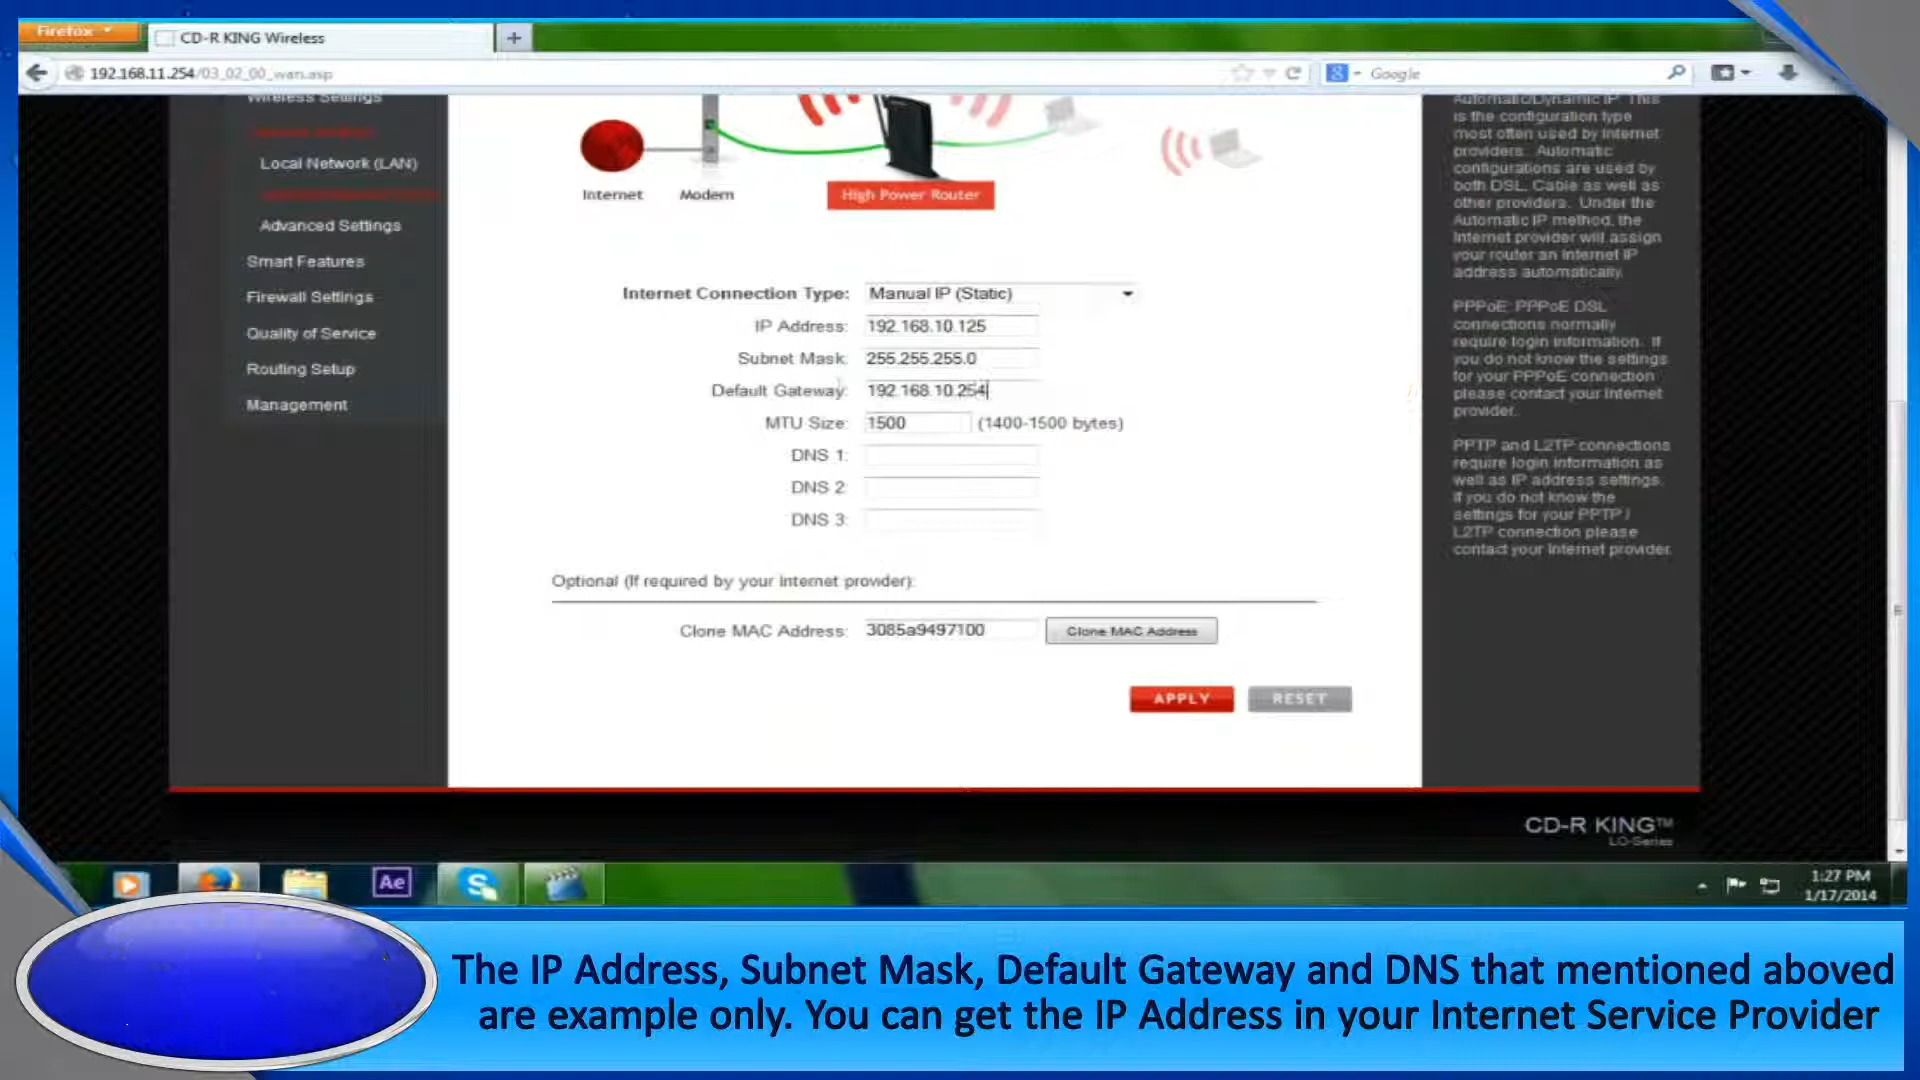 Firefox
CD-R KING Wireless
192.168.11.254/03_02_00_wan.asp
Google
Wireless Settings
Local Network (LAN)
Advanced Settings
Smart Features
Firewall Settings
Quality of Service
Routing Setup
Management
Internet
Modem
High Power Router
Internet Connection Type: Manual IP (Static)
IP Address: 192.168.10.125
Subnet Mask: 255.255.255.0
Default Gateway: 192.168.10.254
MTU Size: 1500 (1400-1500 bytes)
DNS 1:
DNS 2:
DNS 3:
Optional (If required by your internet provider):
Clone MAC Address: 3085a9497100 Clone MAC Address
APPLY RESET
Automatic/Dynamic IP: This
is the configuration type
most often used by Internet
providers. Automatic
configurations are used by
both DSL, Cable as well as
other providers. Under the
Automatic IP method, the
Internet provider will assign
your router an Internet IP
address automatically.
PPPoE: PPPoE DSL
connections normally
require login information. If
you do not know the settings
for your PPPoE connection
please contact your Internet
provider.
PPTP and L2TP connections
require login information as
well as IP address settings.
If you do not know the
settings for your PPTP /
L2TP connection please
contact your Internet provider.
CD-R KING™
LO-Series
Ae
1:27 PM
1/17/2014
The IP Address, Subnet Mask, Default Gateway and DNS that mentioned aboved
are example only. You can get the IP Address in your Internet Service Provider